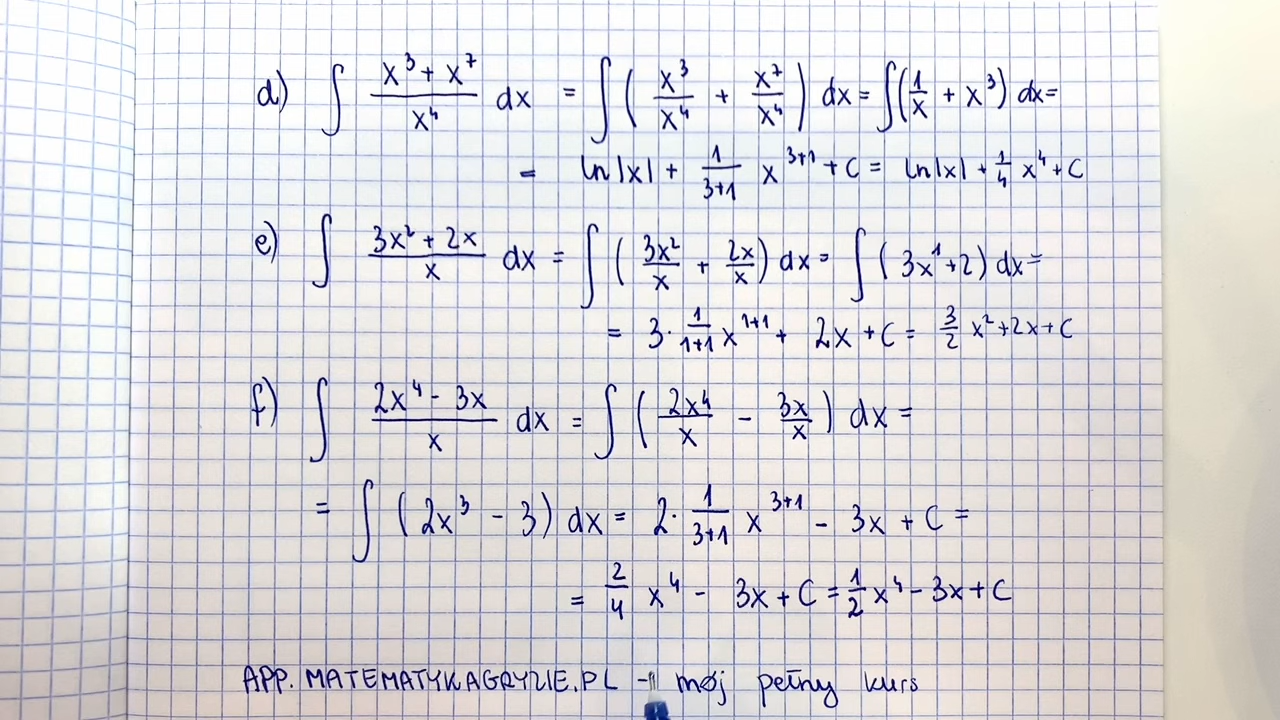 d) ∫ (x³ + x⁷)/x⁴ dx = ∫ ( x³/x⁴ + x⁷/x⁴ ) dx = ∫( 1/x + x³ ) dx =
= ln|x| + 1/(3+1) x³⁺¹ + C = ln|x| + 1/4 x⁴ + C
e) ∫ (3x² + 2x)/x dx = ∫ ( 3x²/x + 2x/x ) dx = ∫ ( 3x¹ + 2 ) dx =
= 3 · 1/(1+1) x¹⁺¹ + 2x + C = 3/2 x² + 2x + C
f) ∫ (2x⁴ - 3x)/x dx = ∫ ( 2x⁴/x - 3x/x ) dx =
= ∫ ( 2x³ - 3 ) dx = 2 · 1/(3+1) x³⁺¹ - 3x + C =
= 2/4 x⁴ - 3x + C = 1/2 x⁴ - 3x + C
APP.MATEMATYKAGRYZIE.PL - mój pełny kurs